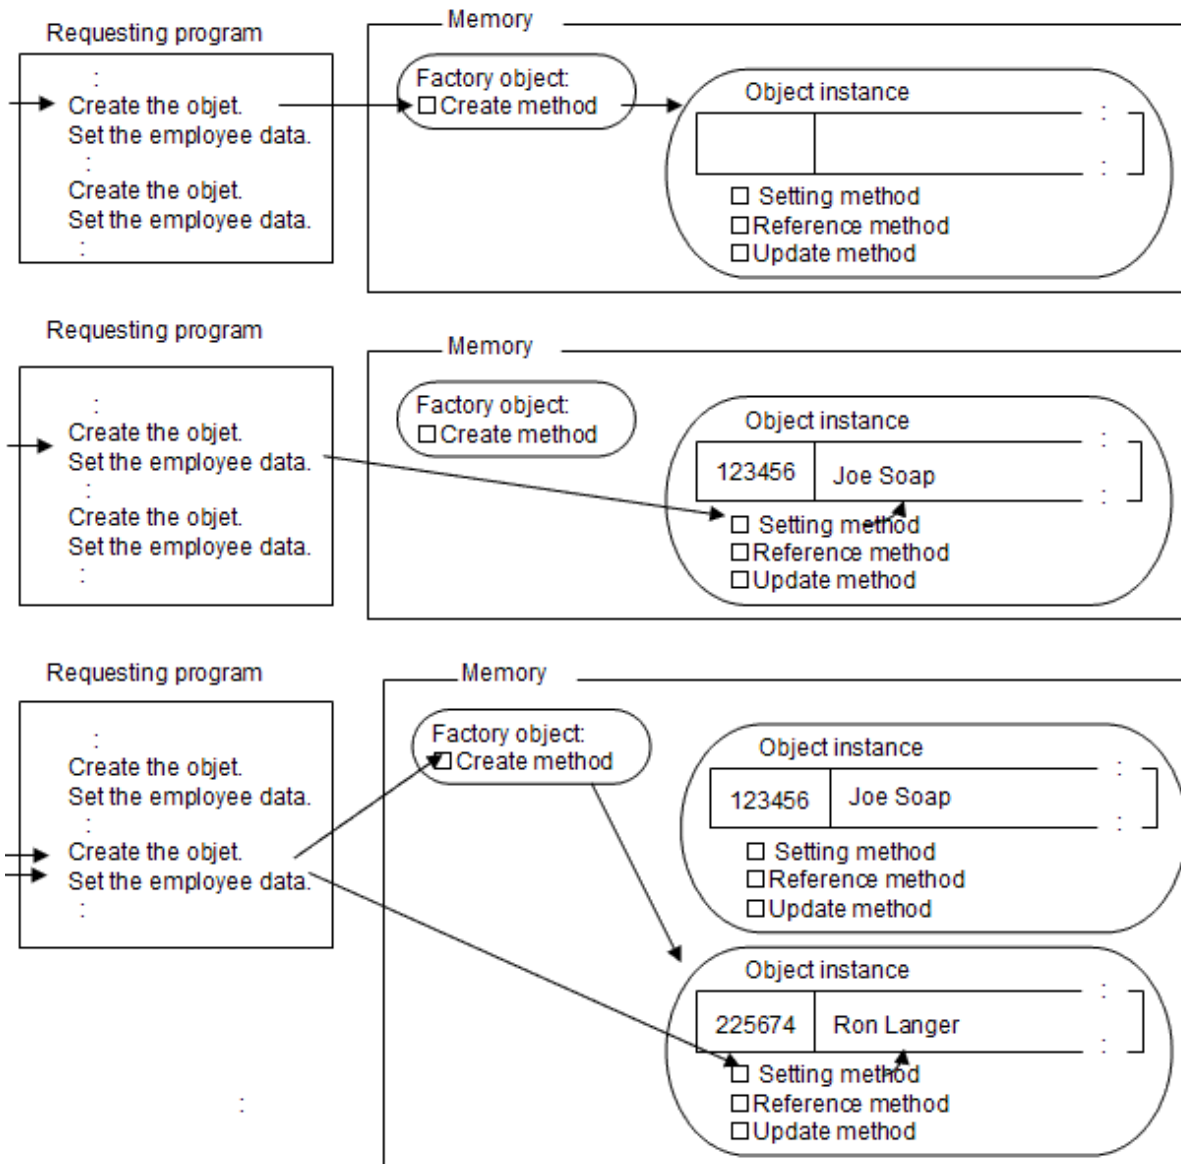 Requesting program
:
Create the objet.
Set the employee data.
:
Create the objet.
Set the employee data.
:
Memory
Factory object:
Create method
Object instance
:
:
Setting method
Reference method
Update method
Requesting program
:
Create the objet.
Set the employee data.
:
Create the objet.
Set the employee data.
:
Memory
Factory object:
Create method
Object instance
:
123456 Joe Soap
:
Setting method
Reference method
Update method
Requesting program
:
Create the objet.
Set the employee data.
:
Create the objet.
Set the employee data.
:
Memory
Factory object:
Create method
Object instance
:
123456 Joe Soap
:
Setting method
Reference method
Update method
Object instance
:
225674 Ron Langer
:
Setting method
Reference method
Update method
: